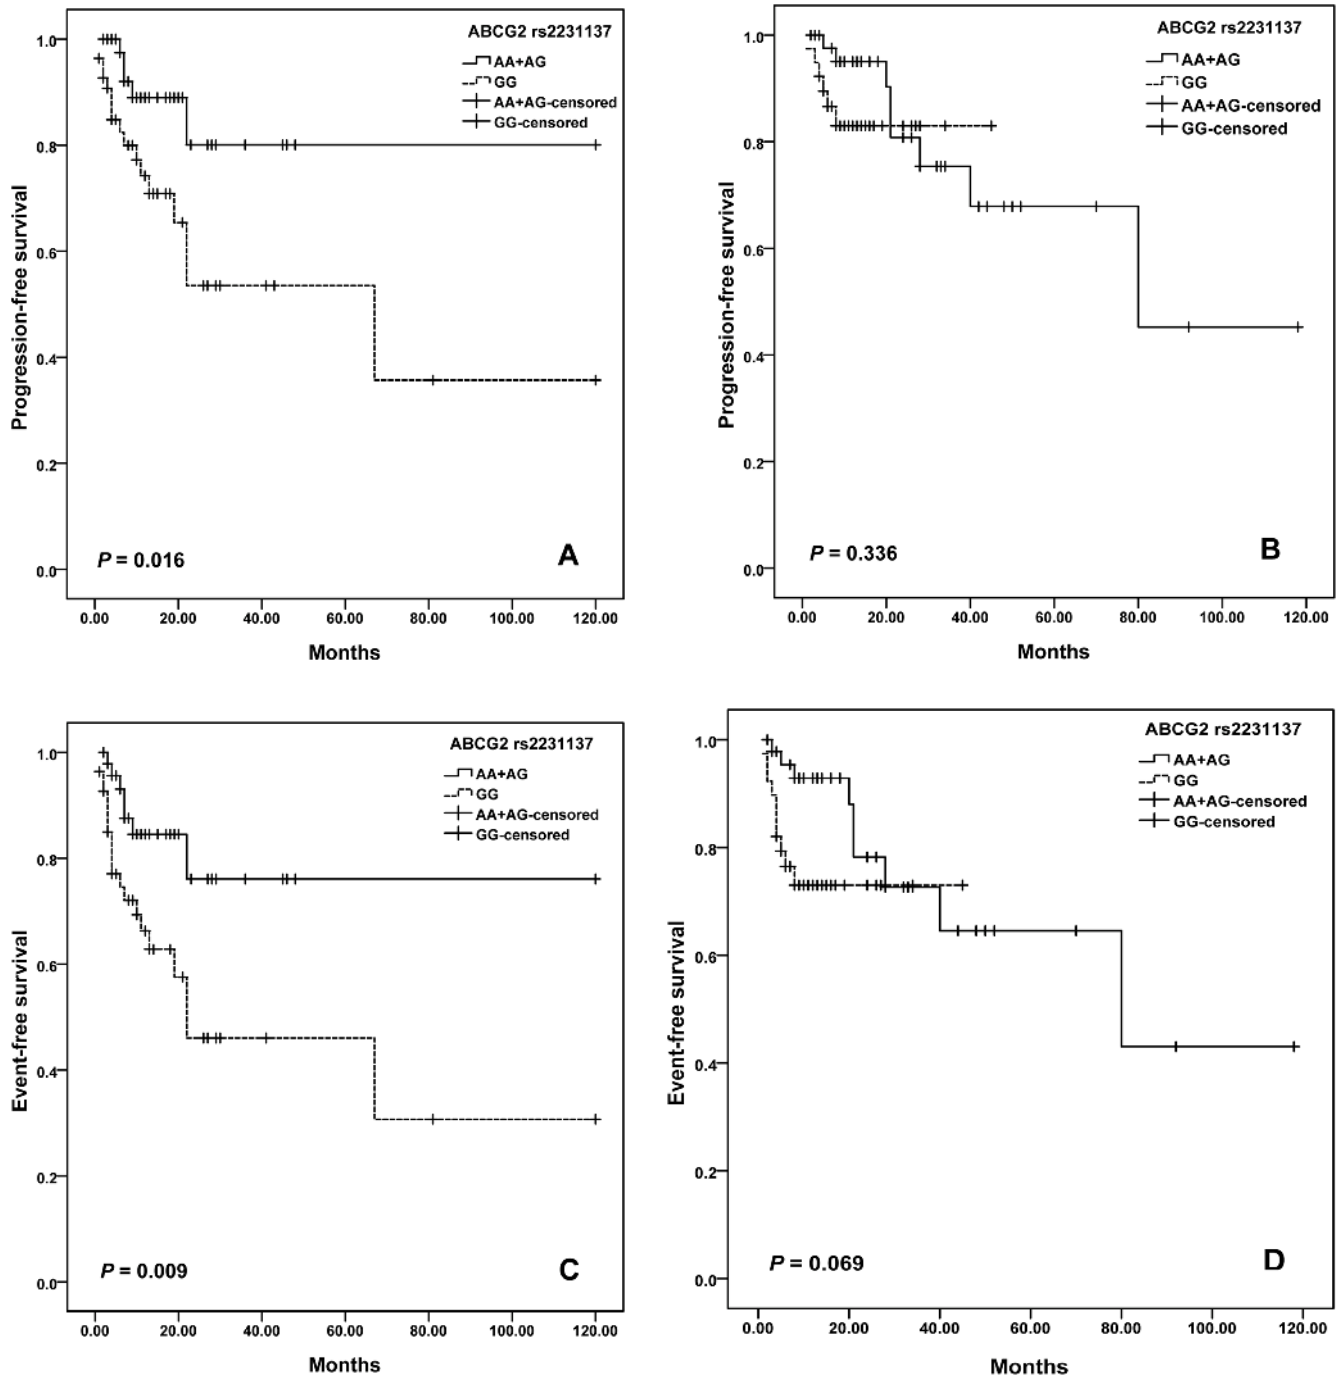 ABCG2 rs2231137
AA+AG
GG
AA+AG-censored
GG-censored
1.0
0.8
0.6
0.4
0.2
0.0
Progression-free survival
P = 0.016
A
0.00 20.00 40.00 60.00 80.00 100.00 120.00
Months
ABCG2 rs2231137
AA+AG
GG
AA+AG-censored
GG-censored
1.0
0.8
0.6
0.4
0.2
0.0
Progression-free survival
P = 0.336
B
0.00 20.00 40.00 60.00 80.00 100.00 120.00
Months
ABCG2 rs2231137
AA+AG
GG
AA+AG-censored
GG-censored
1.0
0.8
0.6
0.4
0.2
0.0
Event-free survival
P = 0.009
C
0.00 20.00 40.00 60.00 80.00 100.00 120.00
Months
ABCG2 rs2231137
AA+AG
GG
AA+AG-censored
GG-censored
1.0
0.8
0.6
0.4
0.2
0.0
Event-free survival
P = 0.069
D
0.00 20.00 40.00 60.00 80.00 100.00 120.00
Months